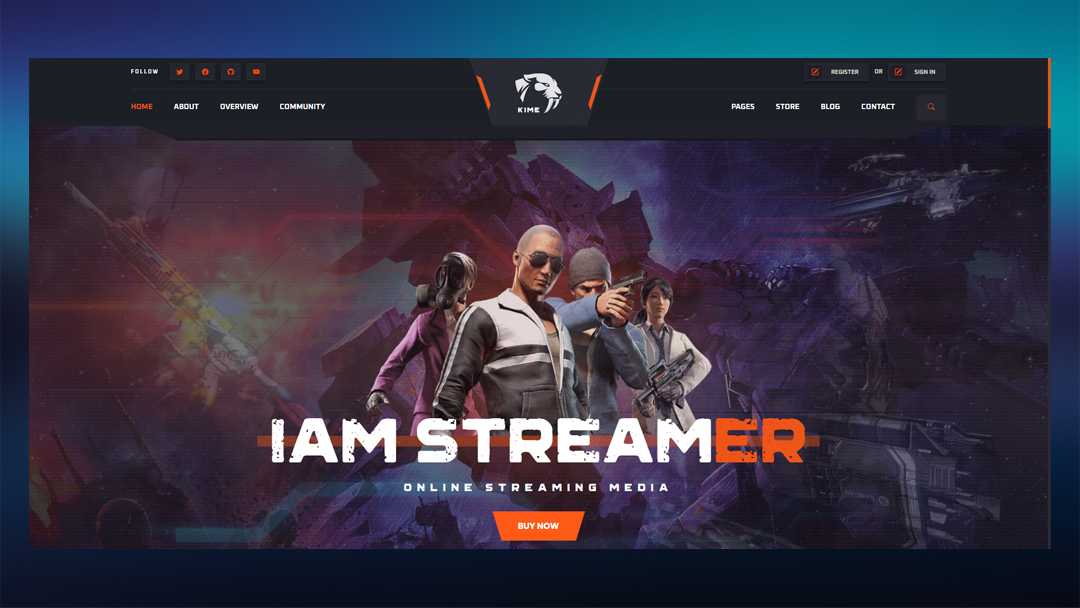 FOLLOW
REGISTER OR SIGN IN
KIME
HOME ABOUT OVERVIEW COMMUNITY
PAGES STORE BLOG CONTACT
IAM STREAMER
ONLINE STREAMING MEDIA
BUY NOW